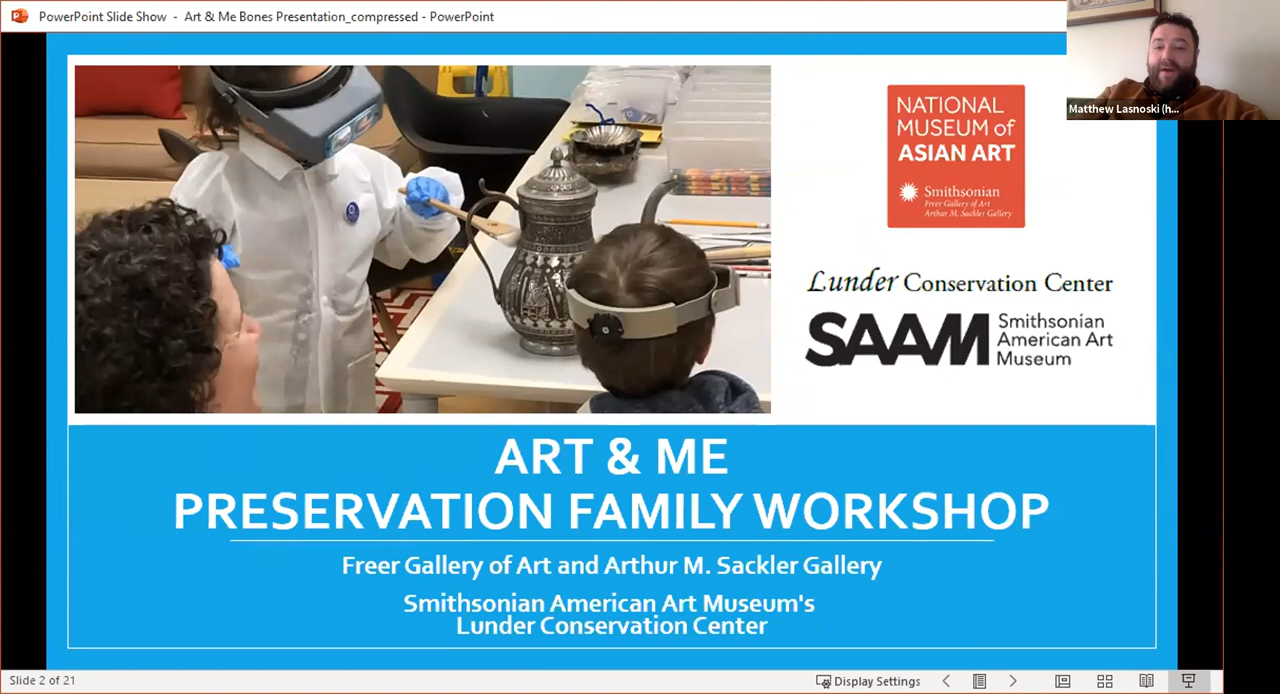 PowerPoint Slide Show - Art & Me Bones Presentation_compressed - PowerPoint
Matthew Lasnoski (h...
NATIONAL
MUSEUM of
ASIAN ART
Smithsonian
Freer Gallery of Art
Arthur M. Sackler Gallery
Lunder Conservation Center
SAAM
Smithsonian
American Art
Museum
ART & ME
PRESERVATION FAMILY WORKSHOP
Freer Gallery of Art and Arthur M. Sackler Gallery
Smithsonian American Art Museum's
Lunder Conservation Center
Slide 2 of 21
Display Settings